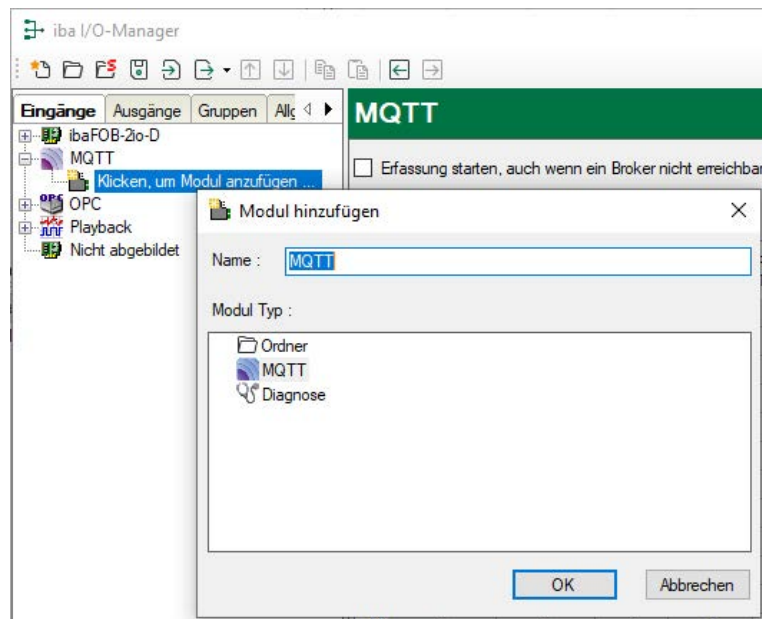 iba I/O-Manager
Eingänge Ausgänge Gruppen Allg
MQTT
ibaFOB-2io-D
MQTT
Erfassung starten, auch wenn ein Broker nicht erreichbar
Klicken, um Modul anzufügen ...
OPC
Modul hinzufügen
Playback
Nicht abgebildet
Name :
MQTT
Modul Typ :
Ordner
MQTT
Diagnose
OK
Abbrechen